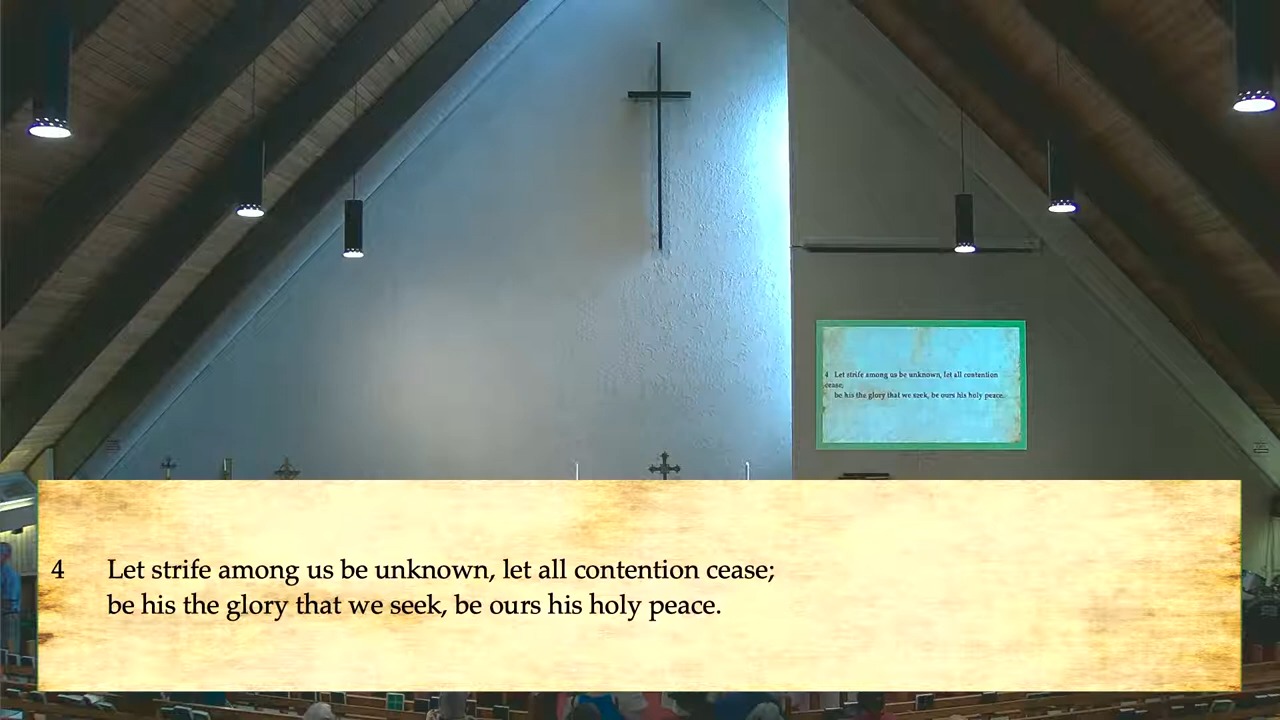 4 Let strife among us be unknown, let all contention
cease;
be his the glory that we seek, be ours his holy peace.
4 Let strife among us be unknown, let all contention cease;
be his the glory that we seek, be ours his holy peace.